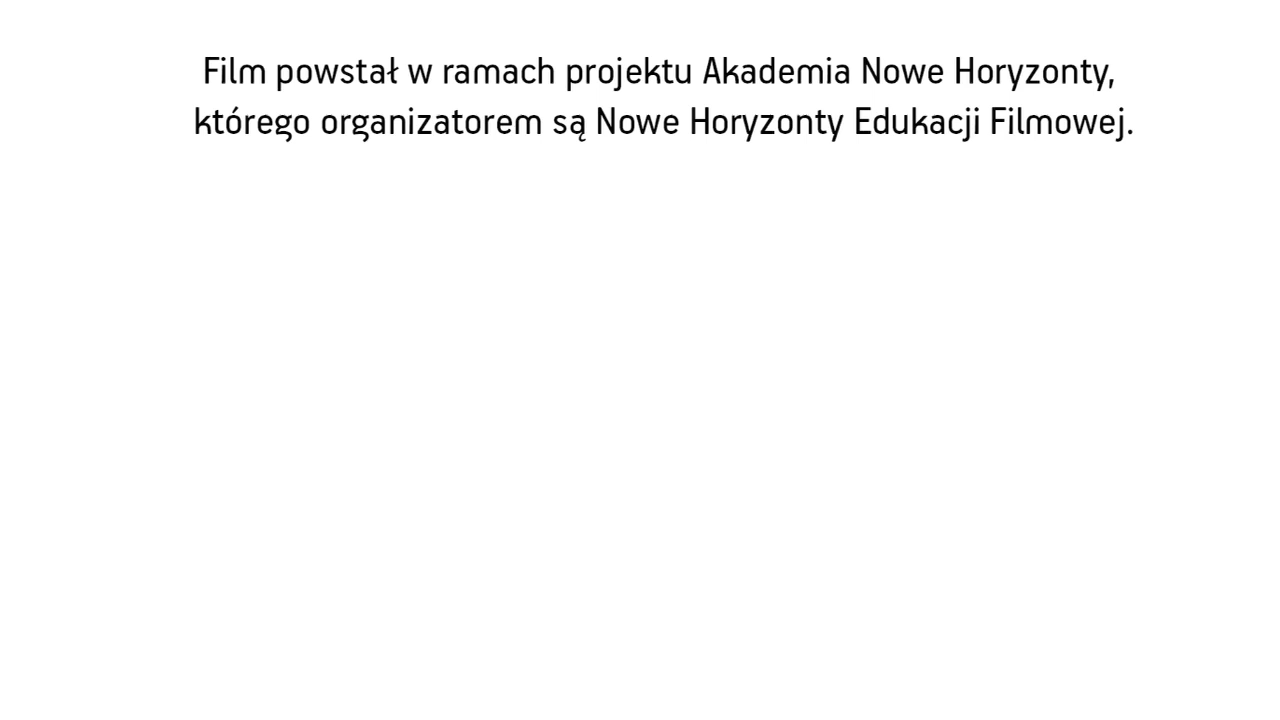 Film powstał w ramach projektu Akademia Nowe Horyzonty,
którego organizatorem są Nowe Horyzonty Edukacji Filmowej.